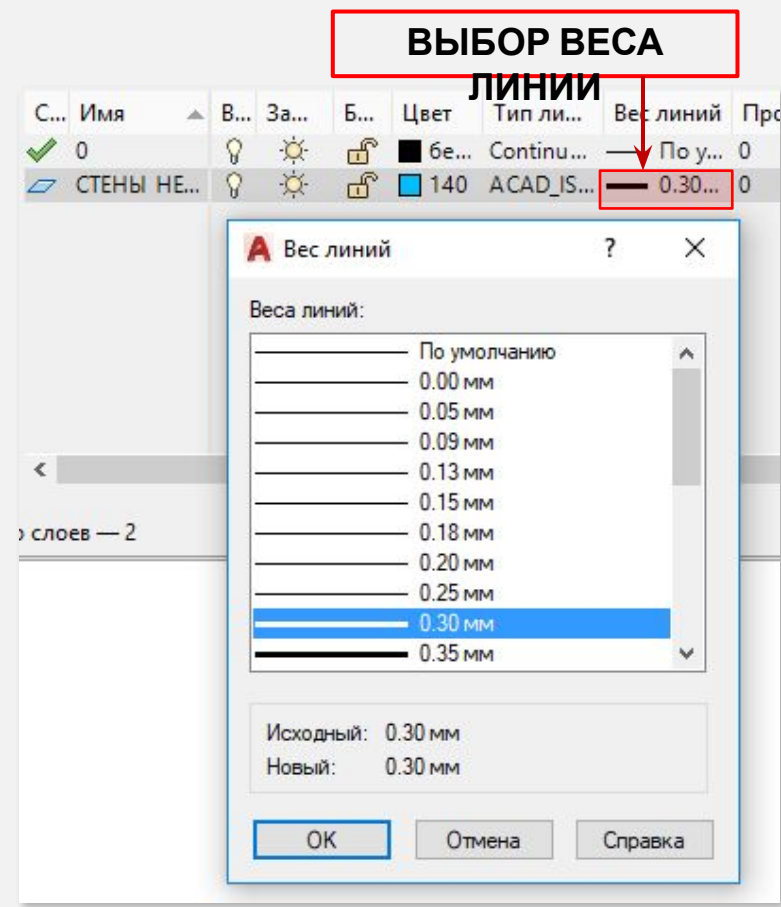 ВЫБОР ВЕСА
ЛИНИИ
С... Имя В... За... Б... Цвет Тип ли... Вес линий Про
0 бе... Continu... По у... 0
СТЕНЫ НЕ... 140 ACAD_IS... 0.30... 0
Вес линий ? ×
Веса линий:
По умолчанию
0.00 мм
0.05 мм
0.09 мм
0.13 мм
0.15 мм
0.18 мм
0.20 мм
0.25 мм
0.30 мм
0.35 мм
о слоев — 2
Исходный: 0.30 мм
Новый: 0.30 мм
OK Отмена Справка